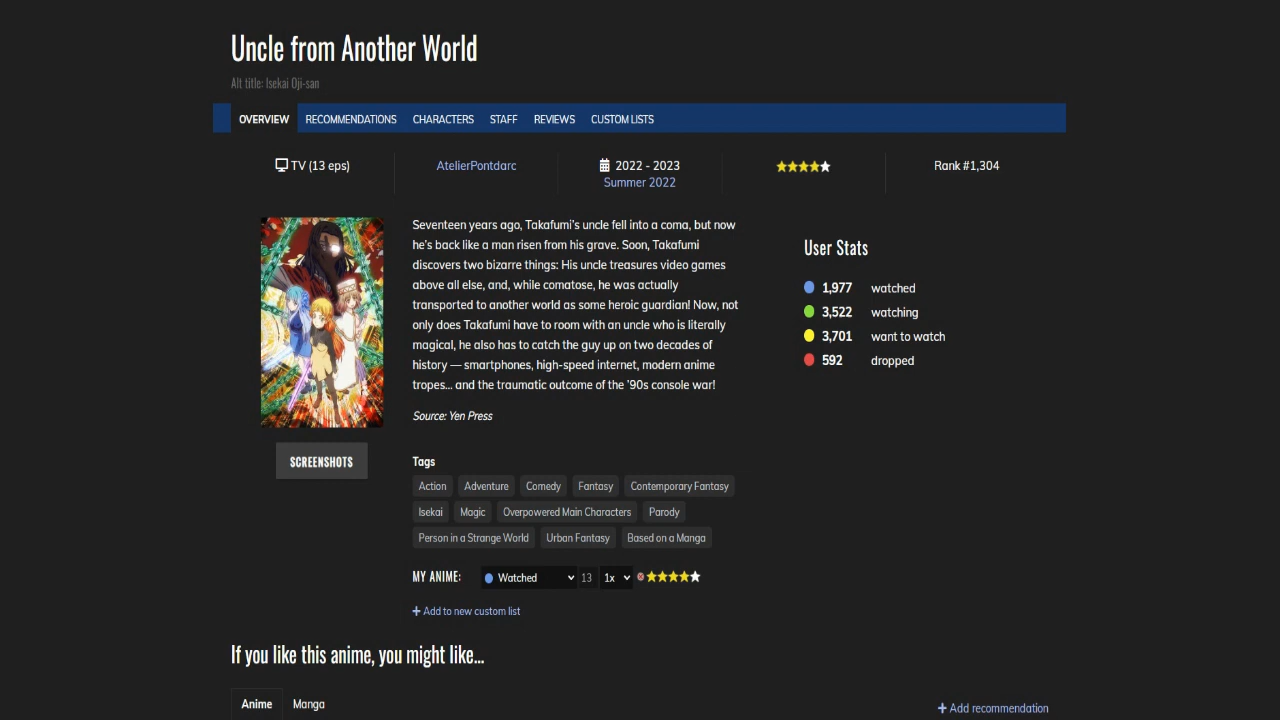 Uncle from Another World
Alt title: Isekai Oji-san
OVERVIEW RECOMMENDATIONS CHARACTERS STAFF REVIEWS CUSTOM LISTS
TV (13 eps)
AtelierPontdarc
2022 - 2023
Summer 2022
Rank #1,304
Seventeen years ago, Takafumi's uncle fell into a coma, but now
he's back like a man risen from his grave. Soon, Takafumi
discovers two bizarre things: His uncle treasures video games
above all else, and, while comatose, he was actually
transported to another world as some heroic guardian! Now, not
only does Takafumi have to room with an uncle who is literally
magical, he also has to catch the guy up on two decades of
history — smartphones, high-speed internet, modern anime
tropes... and the traumatic outcome of the '90s console war!
Source: Yen Press
SCREENSHOTS
User Stats
1,977 watched
3,522 watching
3,701 want to watch
592 dropped
Tags
Action Adventure Comedy Fantasy Contemporary Fantasy
Isekai Magic Overpowered Main Characters Parody
Person in a Strange World Urban Fantasy Based on a Manga
MY ANIME: Watched 13 1x
+ Add to new custom list
If you like this anime, you might like...
Anime Manga
+ Add recommendation